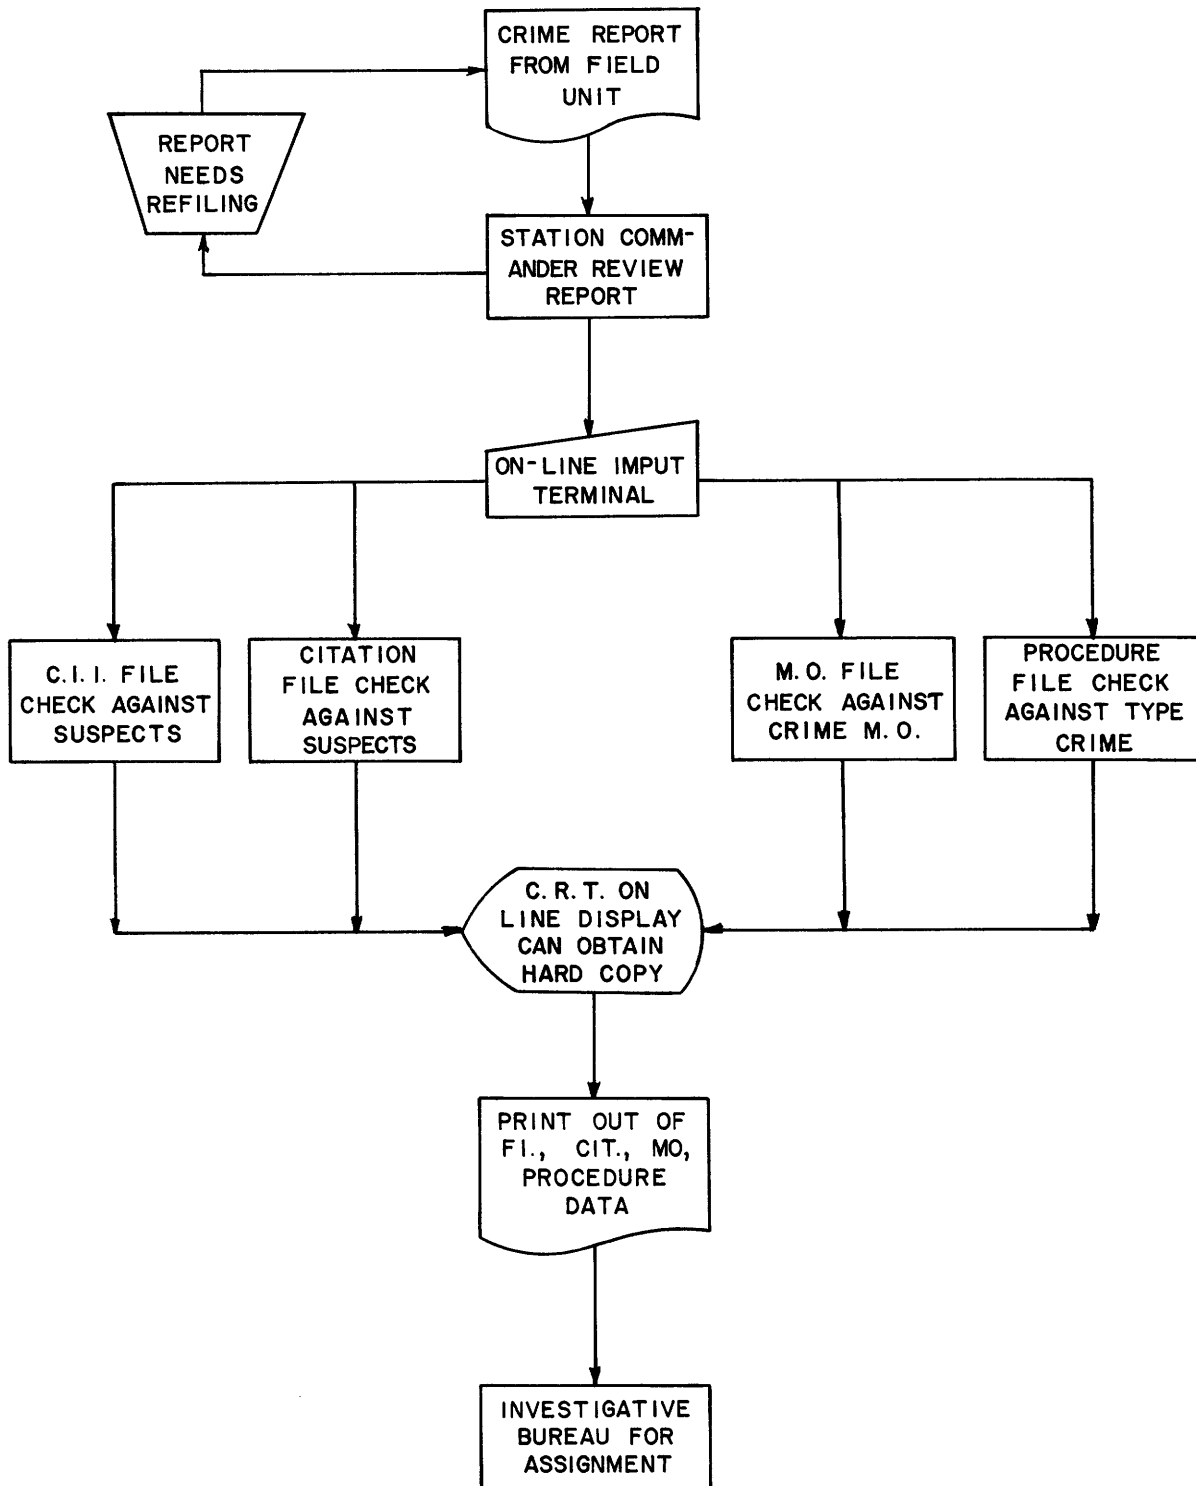 CRIME REPORT
FROM FIELD
UNIT
REPORT
NEEDS
REFILING
STATION COMM-
ANDER REVIEW
REPORT
ON-LINE IMPUT
TERMINAL
C.I.I. FILE
CHECK AGAINST
SUSPECTS
CITATION
FILE CHECK
AGAINST
SUSPECTS
M.O. FILE
CHECK AGAINST
CRIME M.O.
PROCEDURE
FILE CHECK
AGAINST TYPE
CRIME
C.R.T. ON
LINE DISPLAY
CAN OBTAIN
HARD COPY
PRINT OUT OF
FI., CIT., MO,
PROCEDURE
DATA
INVESTIGATIVE
BUREAU FOR
ASSIGNMENT